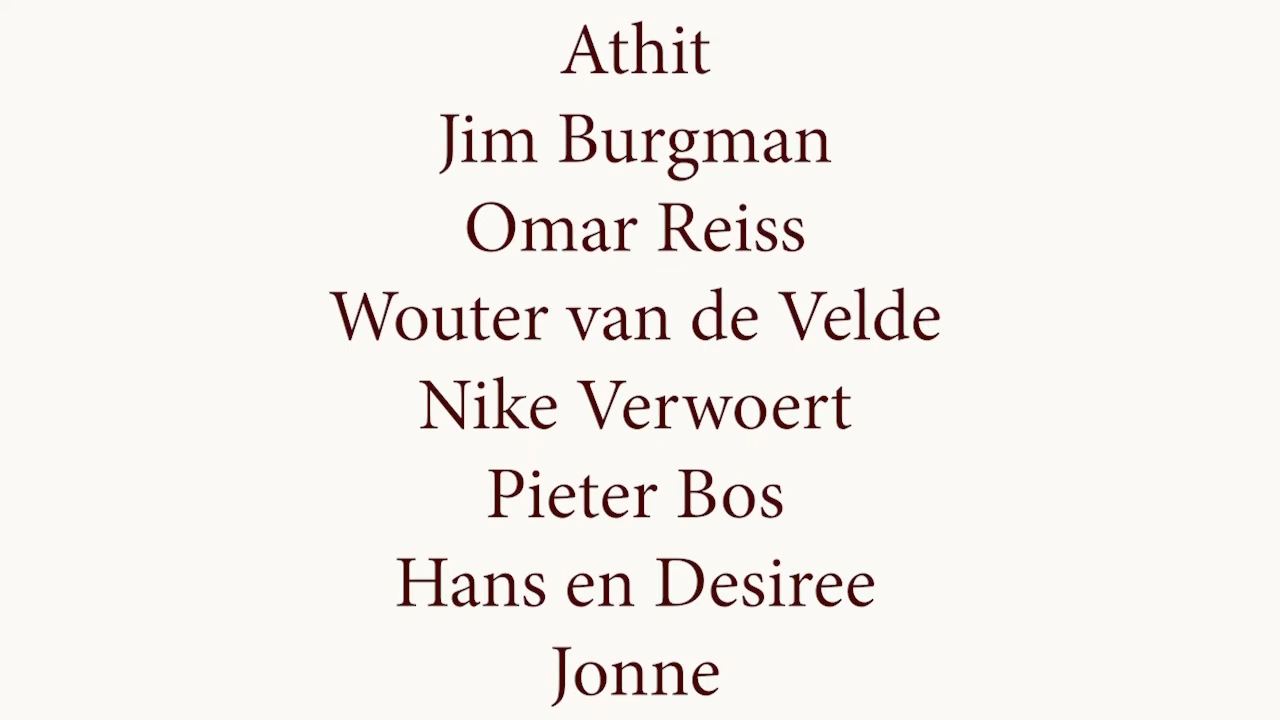 Athit
Jim Burgman
Omar Reiss
Wouter van de Velde
Nike Verwoert
Pieter Bos
Hans en Desiree
Jonne